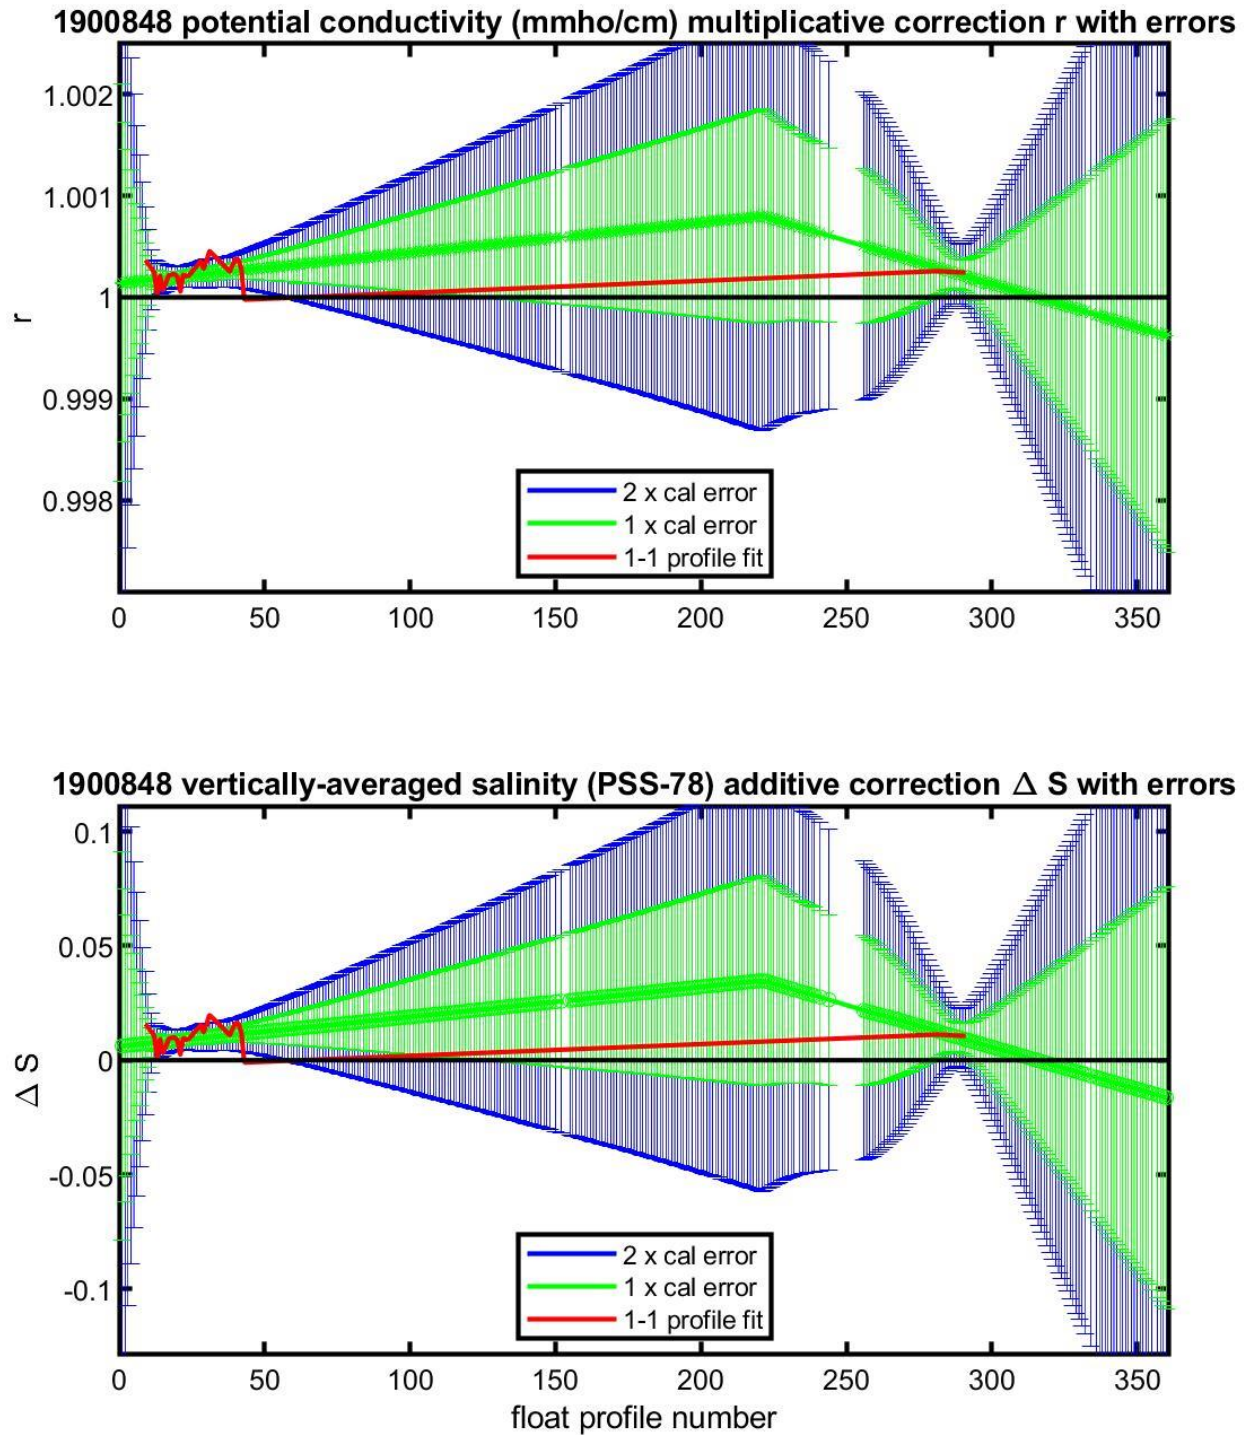 1900848 potential conductivity (mmho/cm) multiplicative correction r with errors
1.002
1.001
1
0.999
0.998
r
2 x cal error
1 x cal error
1-1 profile fit
0 50 100 150 200 250 300 350
1900848 vertically-averaged salinity (PSS-78) additive correction Δ S with errors
0.1
0.05
0
-0.05
-0.1
Δ S
2 x cal error
1 x cal error
1-1 profile fit
0 50 100 150 200 250 300 350
float profile number